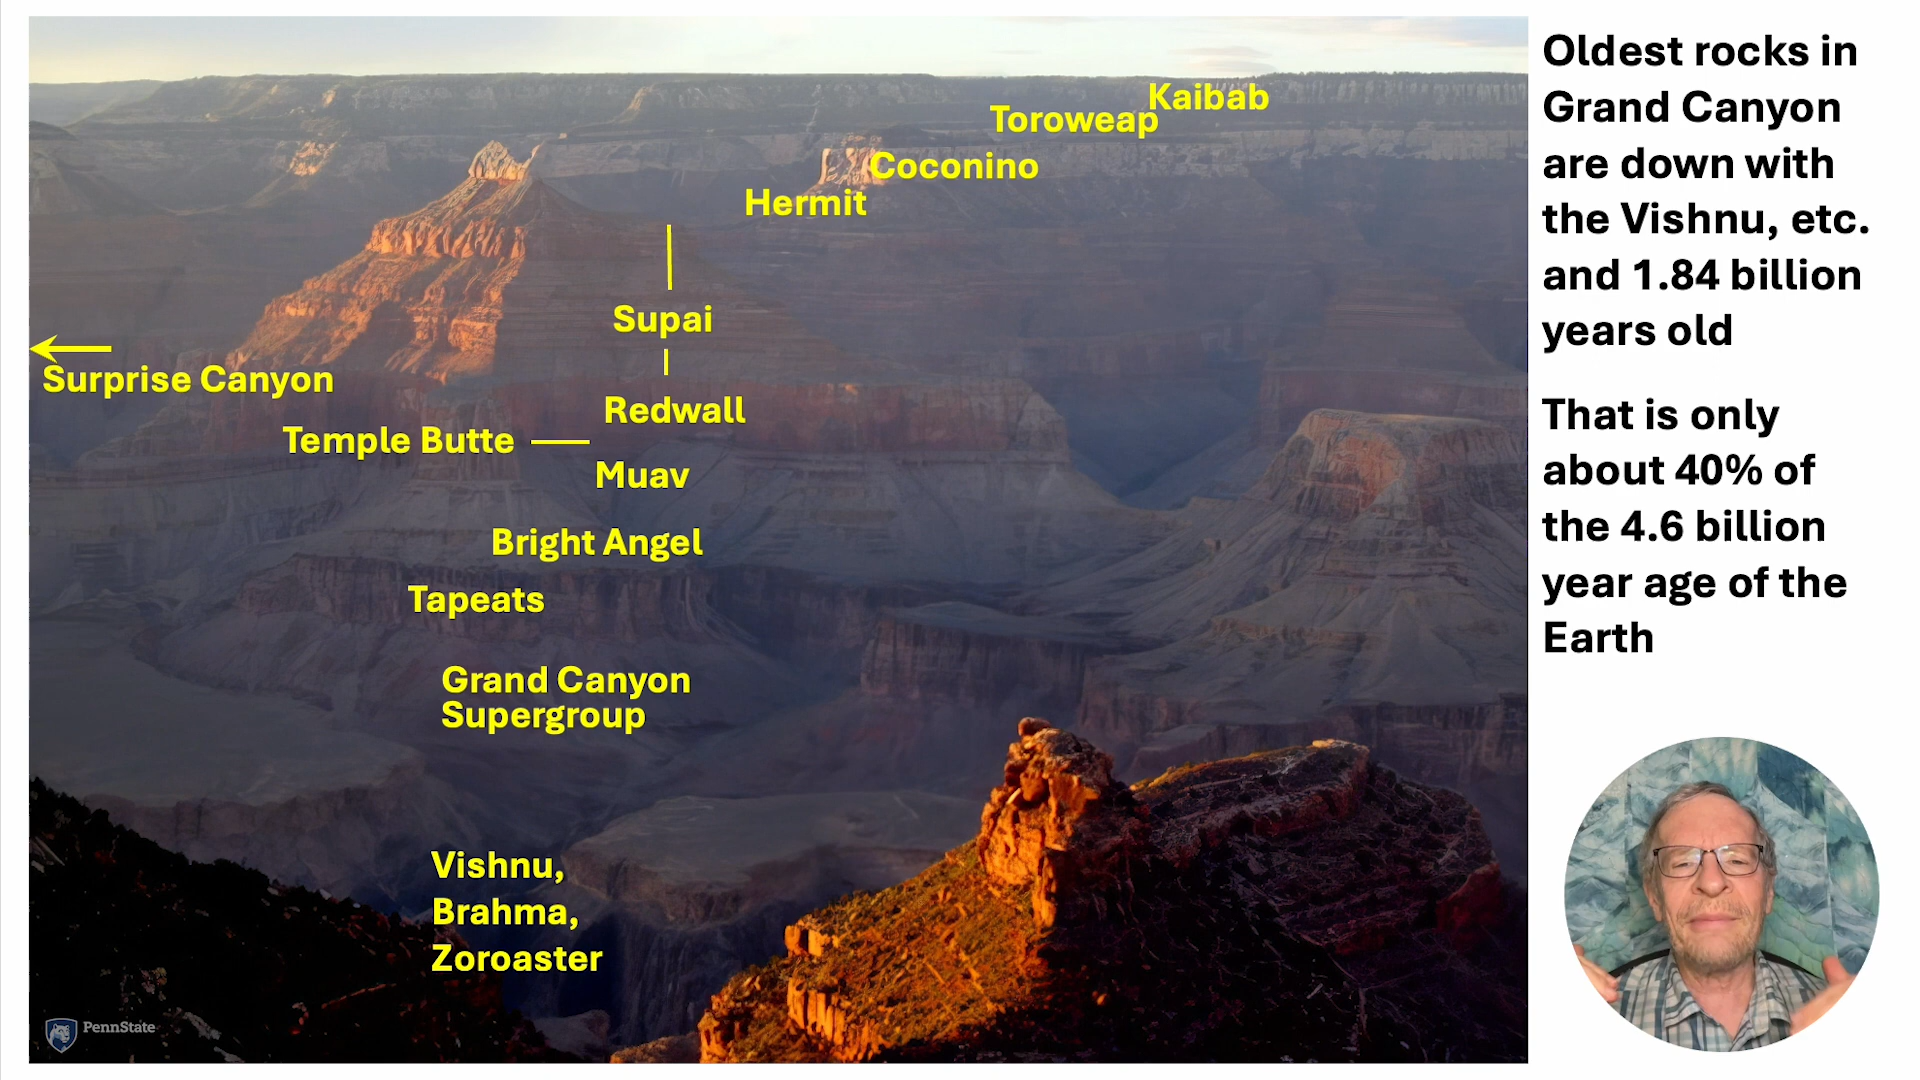 Kaibab
Toroweap
Coconino
Hermit
Supai
Surprise Canyon
Redwall
Temple Butte
Muav
Bright Angel
Tapeats
Grand Canyon
Supergroup
Vishnu,
Brahma,
Zoroaster
PennState
Oldest rocks in
Grand Canyon
are down with
the Vishnu, etc.
and 1.84 billion
years old
That is only
about 40% of
the 4.6 billion
year age of the
Earth